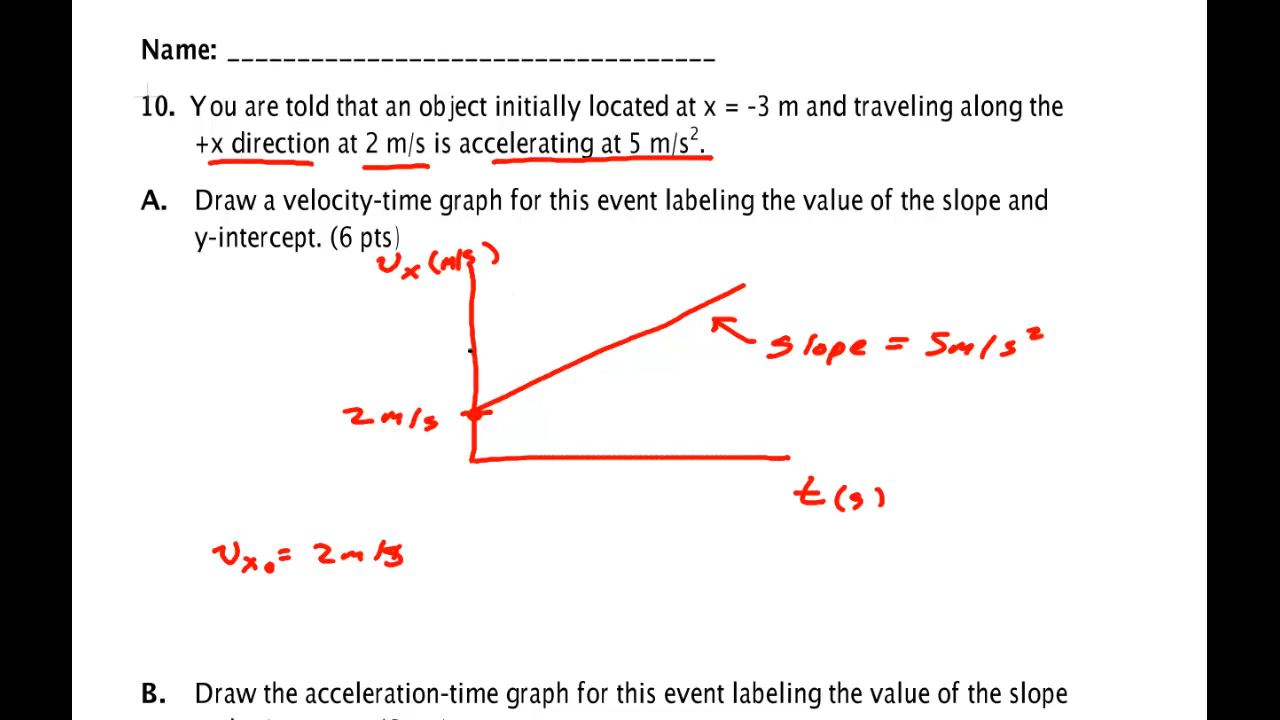 Name: ___________________________________
10. You are told that an object initially located at x = -3 m and traveling along the
+x direction at 2 m/s is accelerating at 5 m/s².
A. Draw a velocity-time graph for this event labeling the value of the slope and
y-intercept. (6 pts)
vx (m/s)
slope = 5m/s²
2 m/s
t (s)
vx₀ = 2 m/s
B. Draw the acceleration-time graph for this event labeling the value of the slope